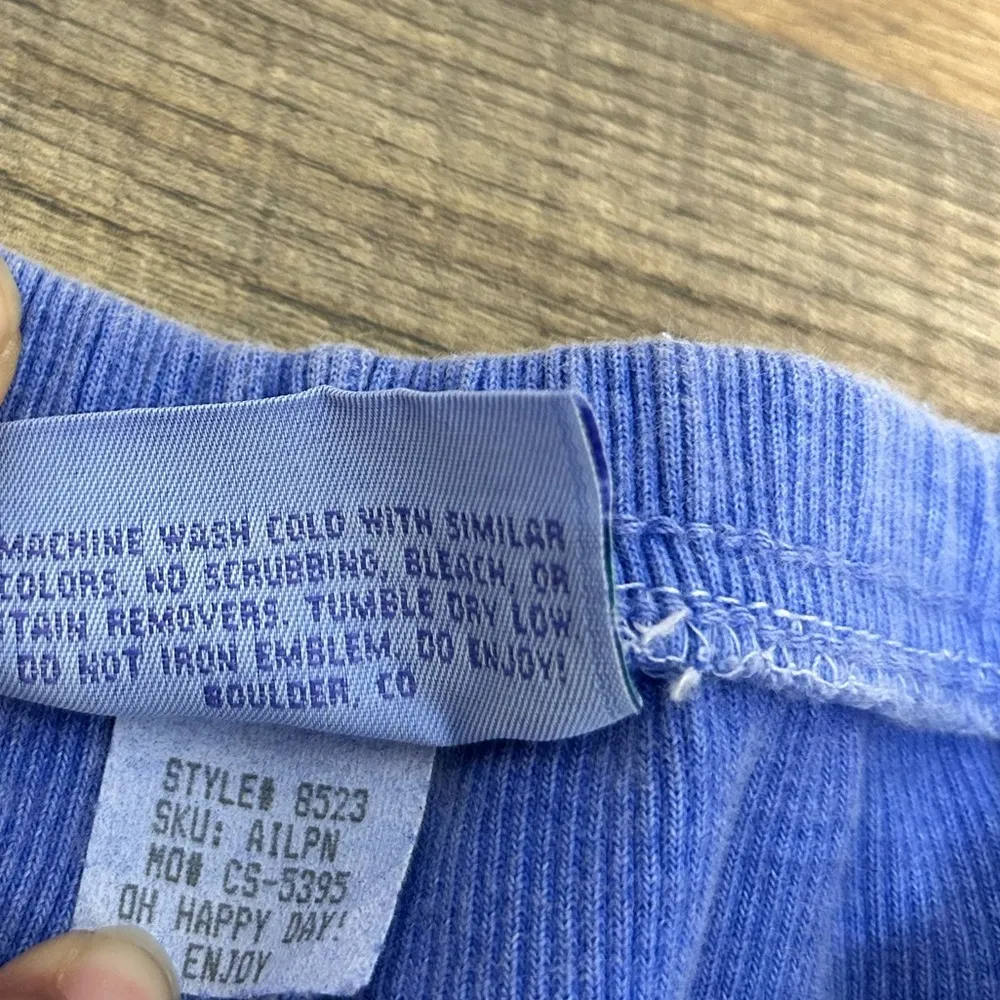 MACHINE WASH COLD WITH SIMILAR
COLORS. NO SCRUBBING, BLEACH, OR
TAIN REMOVERS. TUMBLE DRY LOW.
DO NOT IRON EMBLEM. DO ENJOY!
BOULDER, CO
STYLE# 8523
SKU: AILPN
MO# CS-5395
OH HAPPY DAY!
ENJOY